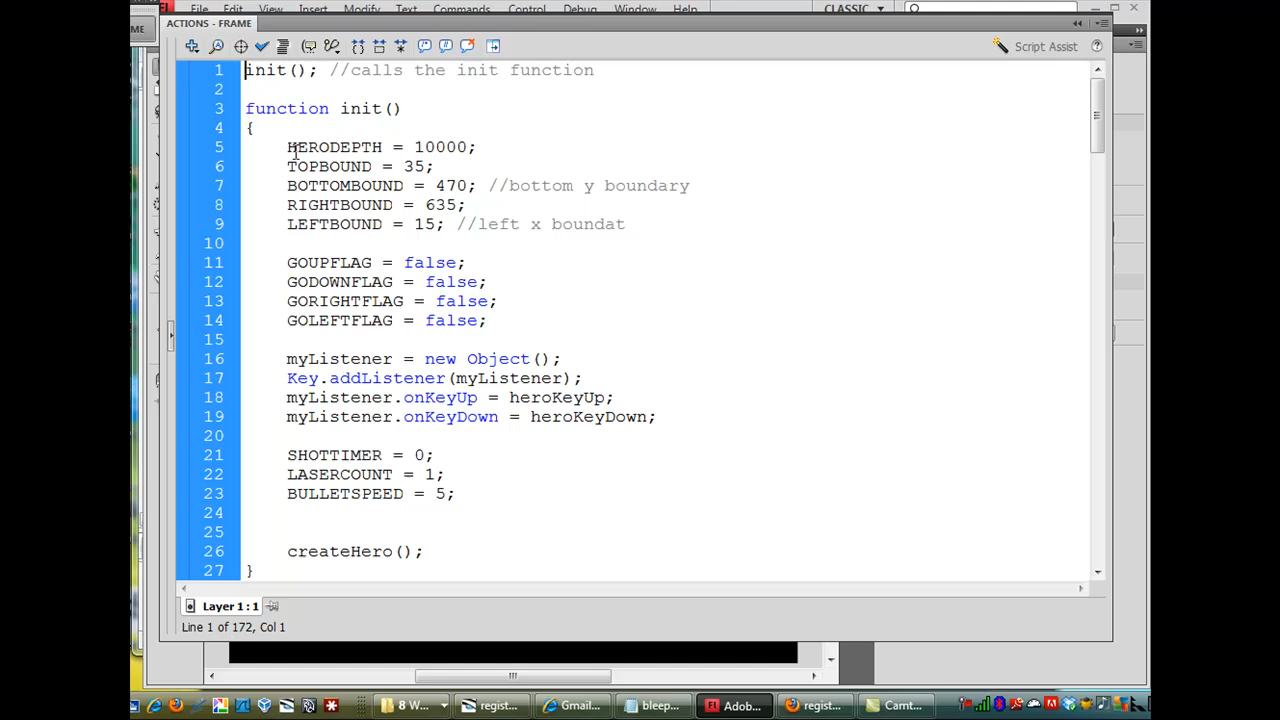 File Edit View Insert Modify Text Commands Control Debug Window Help CLASSIC
ME
ACTIONS - FRAME
Script Assist
1 init(); //calls the init function
2
3 function init()
4 {
5 HERODEPTH = 10000;
6 TOPBOUND = 35;
7 BOTTOMBOUND = 470; //bottom y boundary
8 RIGHTBOUND = 635;
9 LEFTBOUND = 15; //left x boundat
10
11 GOUPFLAG = false;
12 GODOWNFLAG = false;
13 GORIGHTFLAG = false;
14 GOLEFTFLAG = false;
15
16 myListener = new Object();
17 Key.addListener(myListener);
18 myListener.onKeyUp = heroKeyUp;
19 myListener.onKeyDown = heroKeyDown;
20
21 SHOTTIMER = 0;
22 LASERCOUNT = 1;
23 BULLETSPEED = 5;
24
25
26 createHero();
27 }
Layer 1 : 1
Line 1 of 172, Col 1
8 W... regist... Gmail... bleep... Adob... regist... Camt...